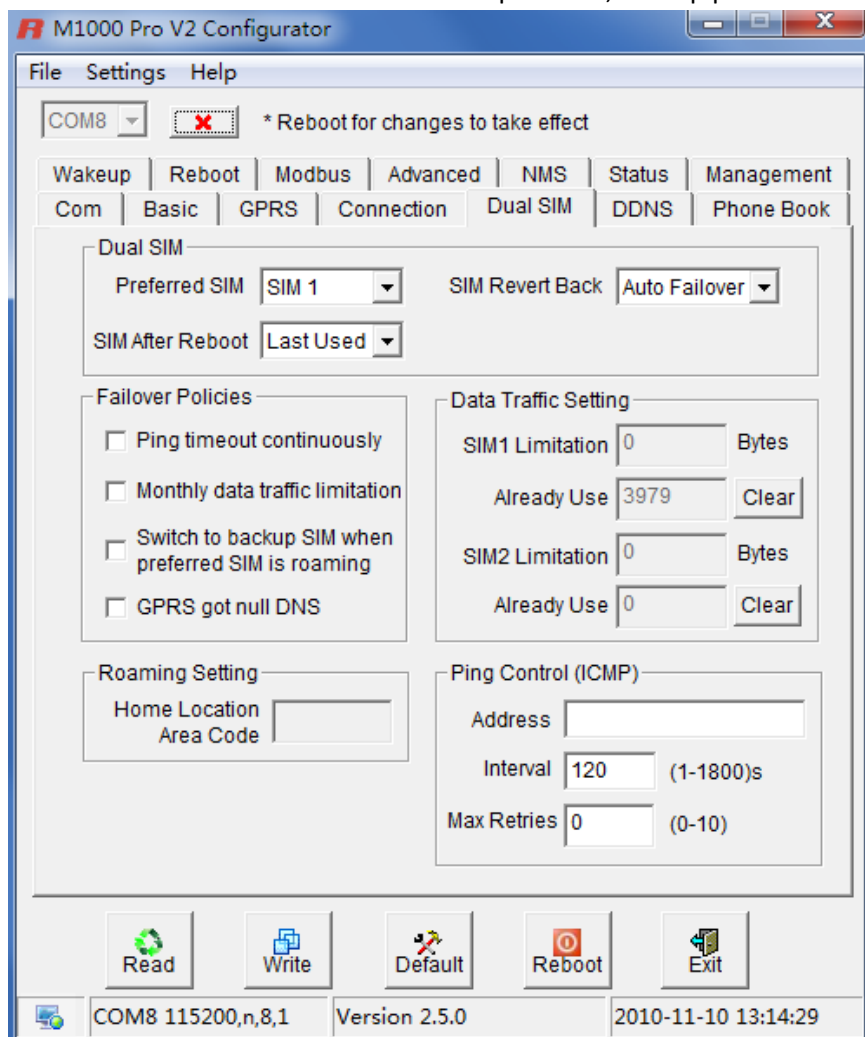 M1000 Pro V2 Configurator
File Settings Help
COM8 * Reboot for changes to take effect
Wakeup Reboot Modbus Advanced NMS Status Management
Com Basic GPRS Connection Dual SIM DDNS Phone Book
Dual SIM
Preferred SIM SIM 1 SIM Revert Back Auto Failover
SIM After Reboot Last Used
Failover Policies
Ping timeout continuously
Monthly data traffic limitation
Switch to backup SIM when
preferred SIM is roaming
GPRS got null DNS
Data Traffic Setting
SIM1 Limitation 0 Bytes
Already Use 3979 Clear
SIM2 Limitation 0 Bytes
Already Use 0 Clear
Roaming Setting
Home Location
Area Code
Ping Control (ICMP)
Address
Interval 120 (1-1800)s
Max Retries 0 (0-10)
Read Write Default Reboot Exit
COM8 115200,n,8,1 Version 2.5.0 2010-11-10 13:14:29